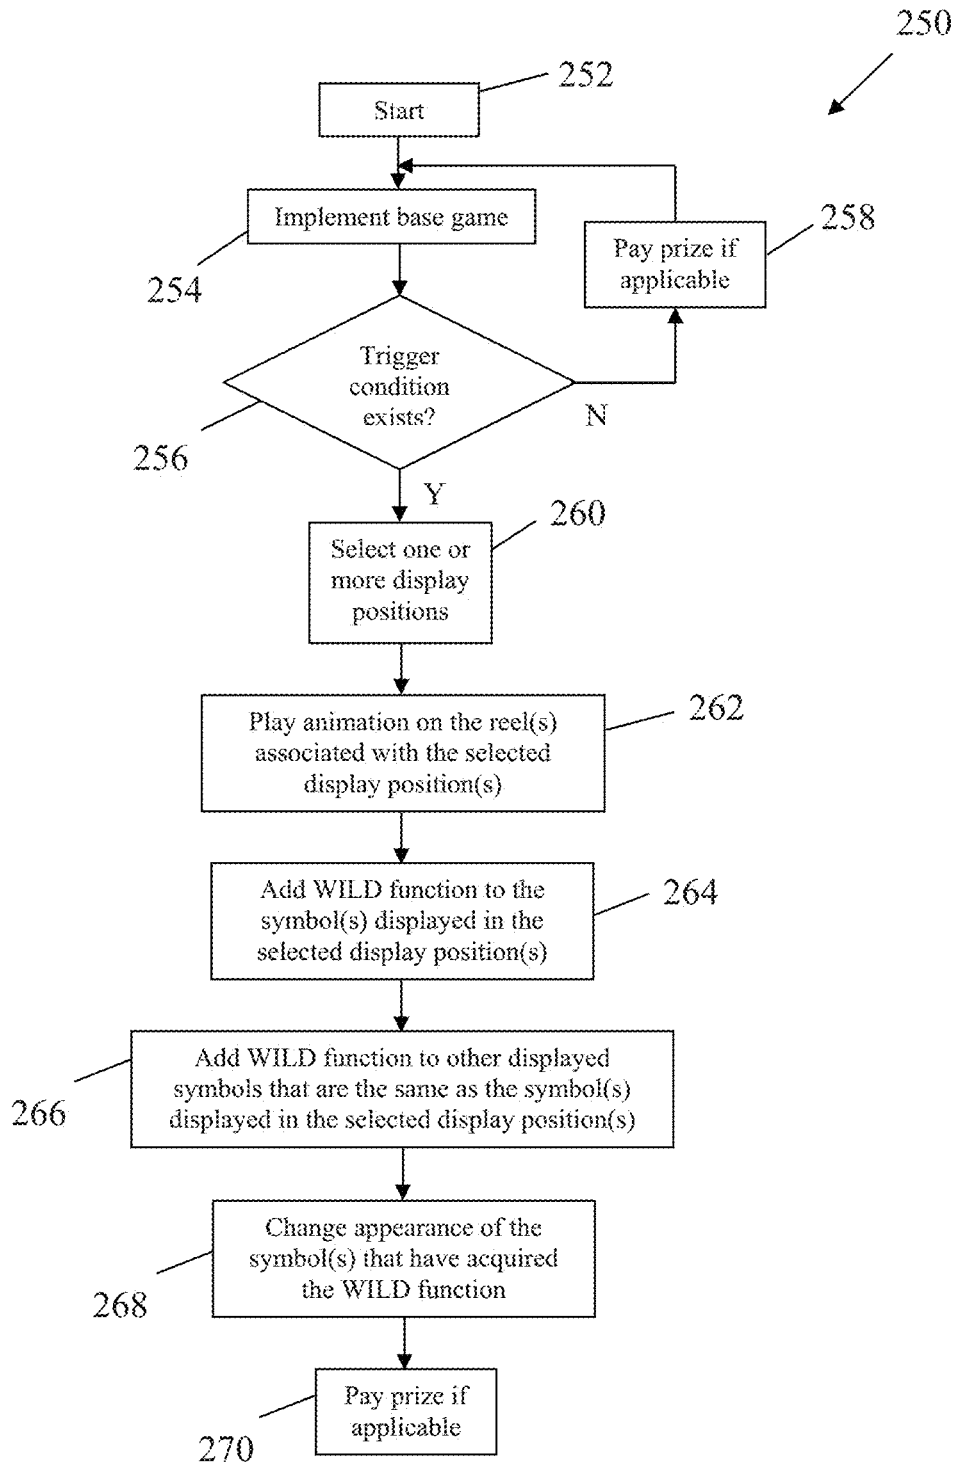 250
252
Start
Implement base game
254
258
Pay prize if
applicable
Trigger
condition
exists?
256
N
Y
260
Select one or
more display
positions
262
Play animation on the reel(s)
associated with the selected
display position(s)
264
Add WILD function to the
symbol(s) displayed in the
selected display position(s)
Add WILD function to other displayed
symbols that are the same as the symbol(s)
displayed in the selected display position(s)
266
Change appearance of the
symbol(s) that have acquired
the WILD function
268
Pay prize if
applicable
270